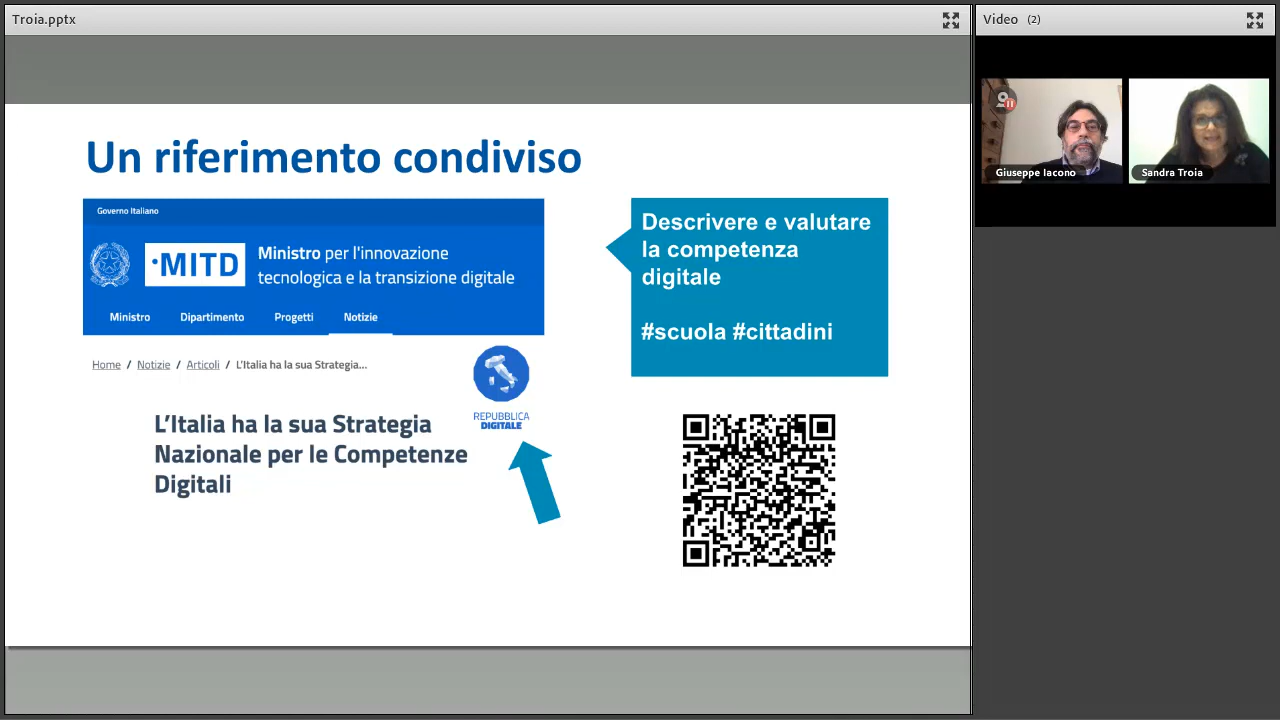 Troia.pptx
Video (2)
Giuseppe Iacono
Sandra Troia
Un riferimento condiviso
Governo Italiano
·MITD
Ministro per l'innovazione
tecnologica e la transizione digitale
Ministro Dipartimento Progetti Notizie
Home / Notizie / Articoli / L'Italia ha la sua Strategia...
REPUBBLICA
DIGITALE
L'Italia ha la sua Strategia
Nazionale per le Competenze
Digitali
Descrivere e valutare
la competenza
digitale
#scuola #cittadini